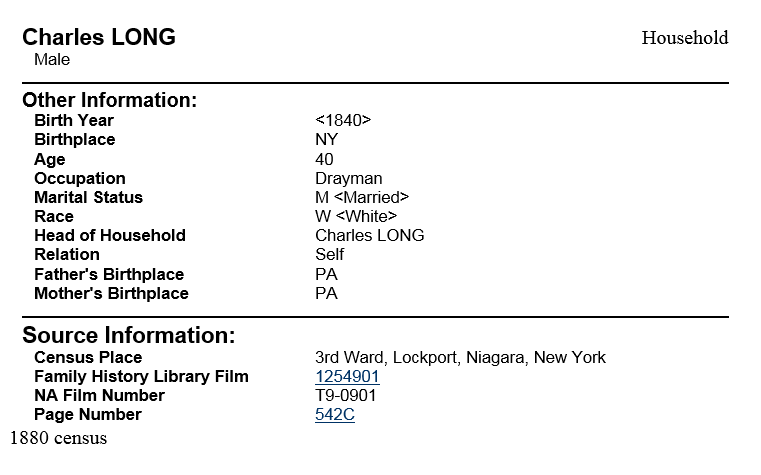 Charles LONG Household
Male
Other Information:
Birth Year <1840>
Birthplace NY
Age 40
Occupation Drayman
Marital Status M <Married>
Race W <White>
Head of Household Charles LONG
Relation Self
Father's Birthplace PA
Mother's Birthplace PA
Source Information:
Census Place 3rd Ward, Lockport, Niagara, New York
Family History Library Film 1254901
NA Film Number T9-0901
Page Number 542C
1880 census